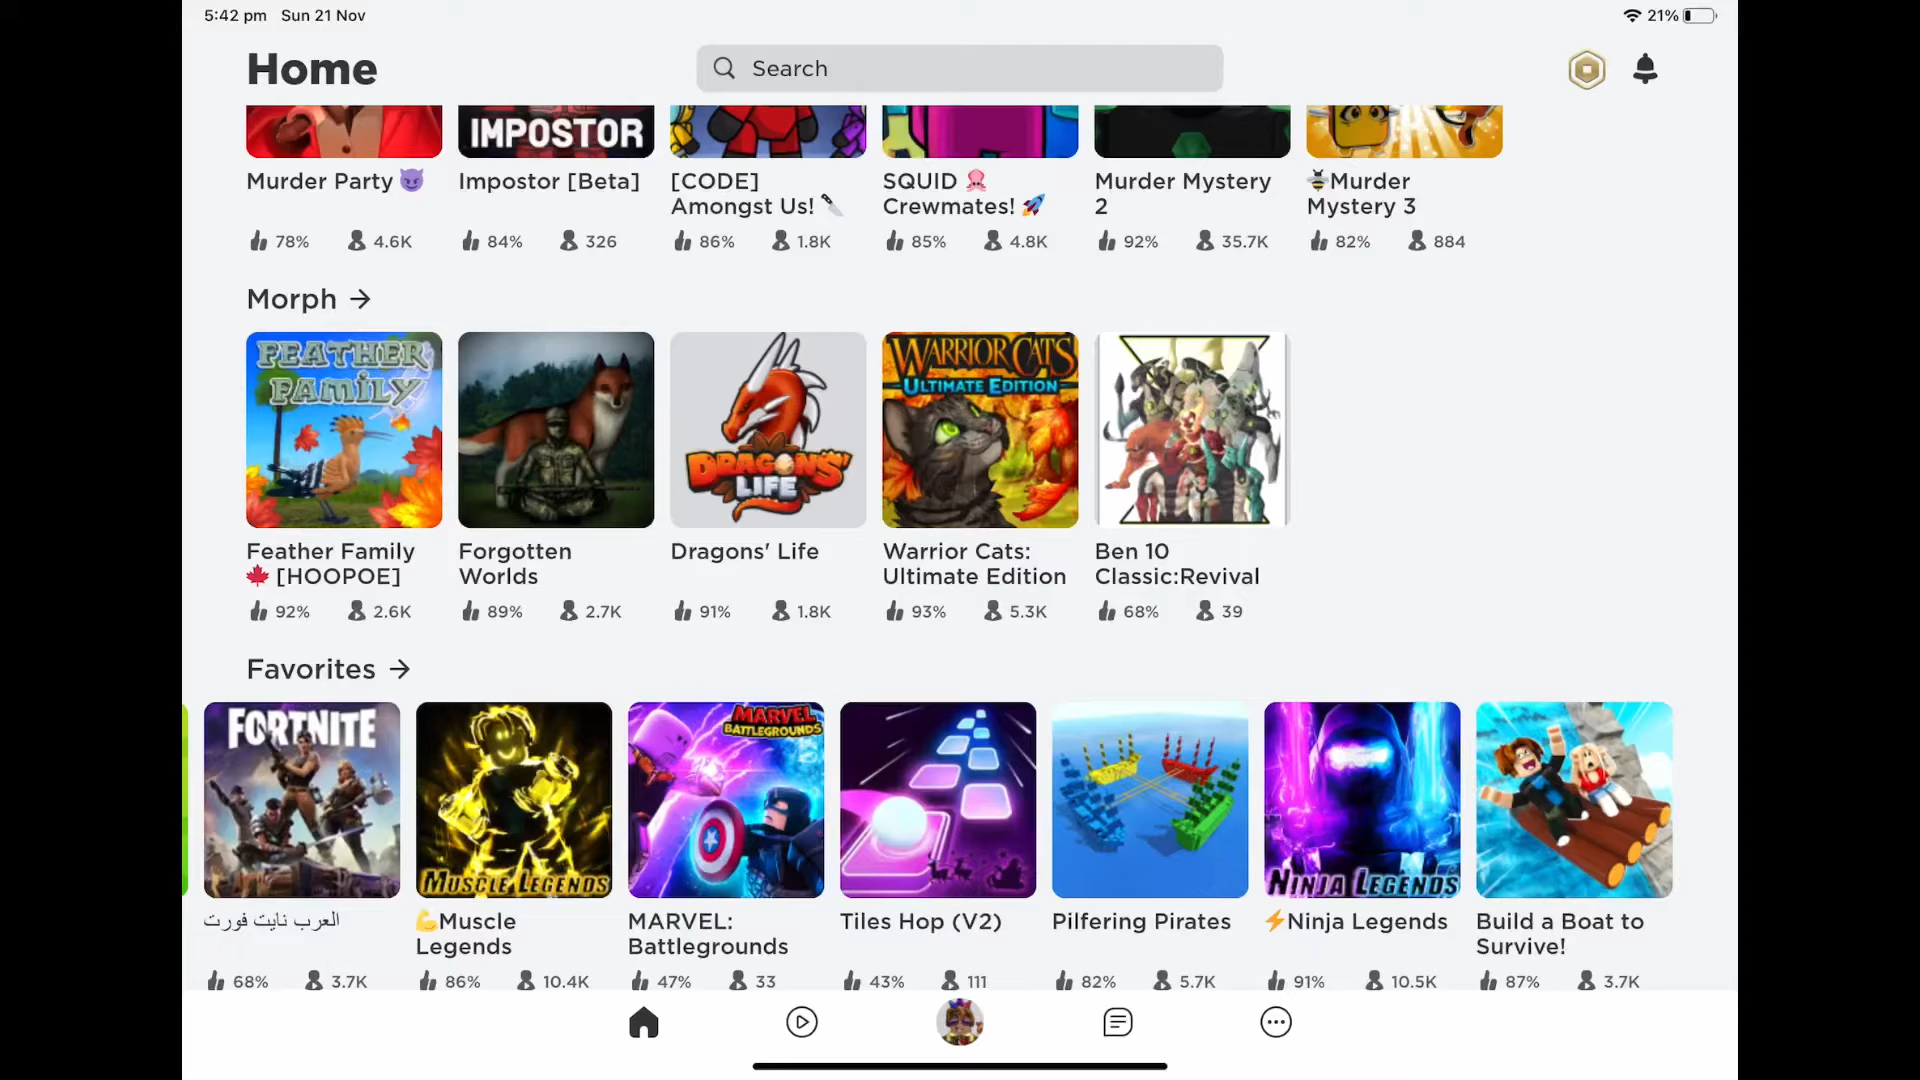 5:42 pm Sun 21 Nov 21%
Home
Search
IMPOSTOR
Murder Party 😈
Impostor [Beta]
[CODE]
Amongst Us! 🔪
SQUID 🦑
Crewmates! 🚀
Murder Mystery
2
🐝Murder
Mystery 3
78% 4.6K
84% 326
86% 1.8K
85% 4.8K
92% 35.7K
82% 884
Morph →
FEATHER
FAMILY
DRAGONS'
LIFE
WARRIOR CATS
ULTIMATE EDITION
Feather Family
🍁 [HOOPOE]
Forgotten
Worlds
Dragons' Life
Warrior Cats:
Ultimate Edition
Ben 10
Classic:Revival
92% 2.6K
89% 2.7K
91% 1.8K
93% 5.3K
68% 39
Favorites →
FORTNITE
MUSCLE LEGENDS
MARVEL
BATTLEGROUNDS
NINJA LEGENDS
العرب نايت فورت
💪Muscle
Legends
MARVEL:
Battlegrounds
Tiles Hop (V2)
Pilfering Pirates
⚡Ninja Legends
Build a Boat to
Survive!
68% 3.7K
86% 10.4K
47% 33
43% 111
82% 5.7K
91% 10.5K
87% 3.7K